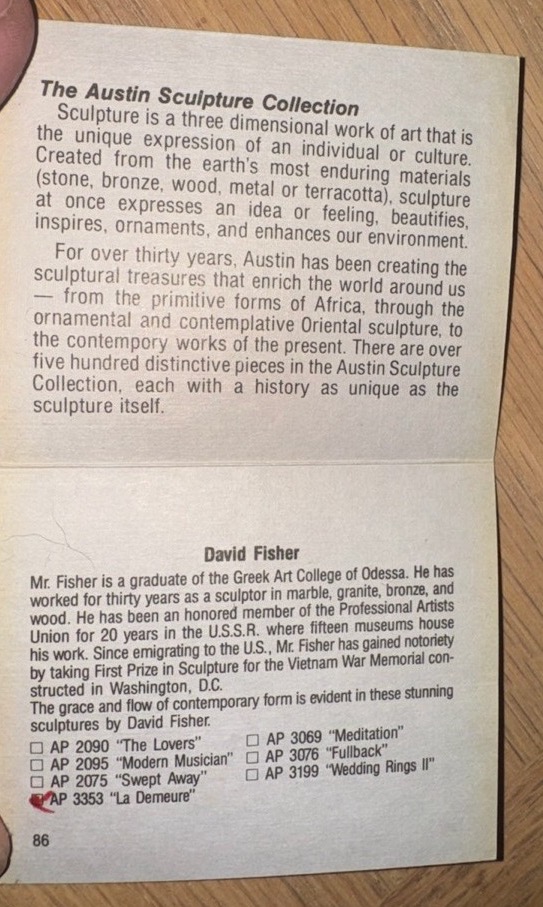 The Austin Sculpture Collection
Sculpture is a three dimensional work of art that is
the unique expression of an individual or culture.
Created from the earth's most enduring materials
(stone, bronze, wood, metal or terracotta), sculpture
at once expresses an idea or feeling, beautifies,
inspires, ornaments, and enhances our environment.
For over thirty years, Austin has been creating the
sculptural treasures that enrich the world around us
— from the primitive forms of Africa, through the
ornamental and contemplative Oriental sculpture, to
the contempory works of the present. There are over
five hundred distinctive pieces in the Austin Sculpture
Collection, each with a history as unique as the
sculpture itself.
David Fisher
Mr. Fisher is a graduate of the Greek Art College of Odessa. He has
worked for thirty years as a sculptor in marble, granite, bronze, and
wood. He has been an honored member of the Professional Artists
Union for 20 years in the U.S.S.R. where fifteen museums house
his work. Since emigrating to the U.S., Mr. Fisher has gained notoriety
by taking First Prize in Sculpture for the Vietnam War Memorial con-
structed in Washington, D.C.
The grace and flow of contemporary form is evident in these stunning
sculptures by David Fisher.
☐ AP 2090 "The Lovers"
☐ AP 2095 "Modern Musician"
☐ AP 2075 "Swept Away"
☑ AP 3353 "La Demeure"
☐ AP 3069 "Meditation"
☐ AP 3076 "Fullback"
☐ AP 3199 "Wedding Rings II"
86